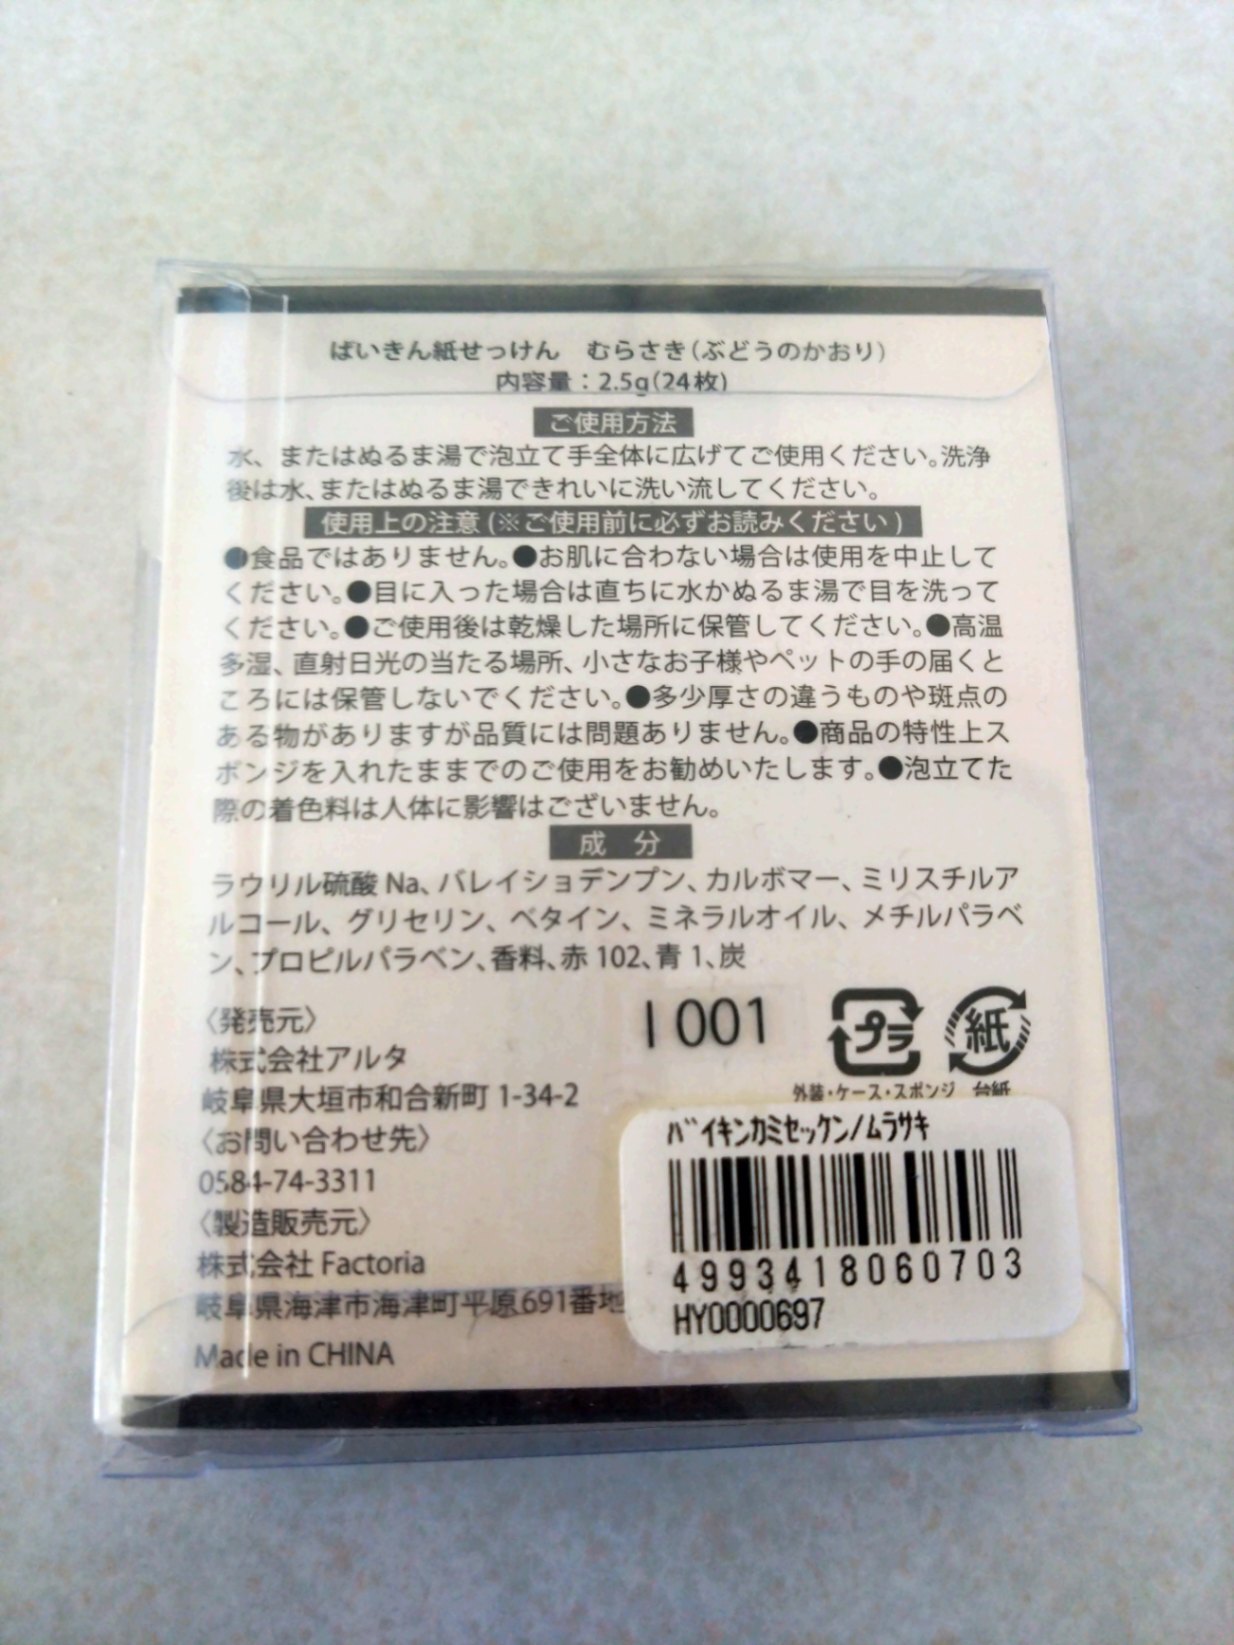 ばいきん紙せっけん　むらさき(ぶどうのかおり)
内容量：2.5g(24枚)
ご使用方法
水、またはぬるま湯で泡立て手全体に広げてご使用ください。洗浄
後は水、またはぬるま湯できれいに洗い流してください。
使用上の注意(※ご使用前に必ずお読みください)
●食品ではありません。●お肌に合わない場合は使用を中止して
ください。●目に入った場合は直ちに水かぬるま湯で目を洗って
ください。●ご使用後は乾燥した場所に保管してください。●高温
多湿、直射日光の当たる場所、小さなお子様やペットの手の届くと
ころには保管しないでください。●多少厚さの違うものや斑点の
ある物がありますが品質には問題ありません。●商品の特性上ス
ポンジを入れたままでのご使用をお勧めいたします。●泡立てた
際の着色料は人体に影響はございません。
成　分
ラウリル硫酸Na、バレイショデンプン、カルボマー、ミリスチルア
ルコール、グリセリン、ベタイン、ミネラルオイル、メチルパラベ
ン、プロピルパラベン、香料、赤102、青1、炭
〈発売元〉
I 001
プラ
紙
株式会社アルタ
外装・ケース・スポンジ
台紙
岐阜県大垣市和合新町1-34-2
〈お問い合わせ先〉
0584-74-3311
〈製造販売元〉
株式会社Factoria
岐阜県海津市海津町平原691番地
Made in CHINA
バイキンカミセッケン/ムラサキ
4993418060703
HY0000697